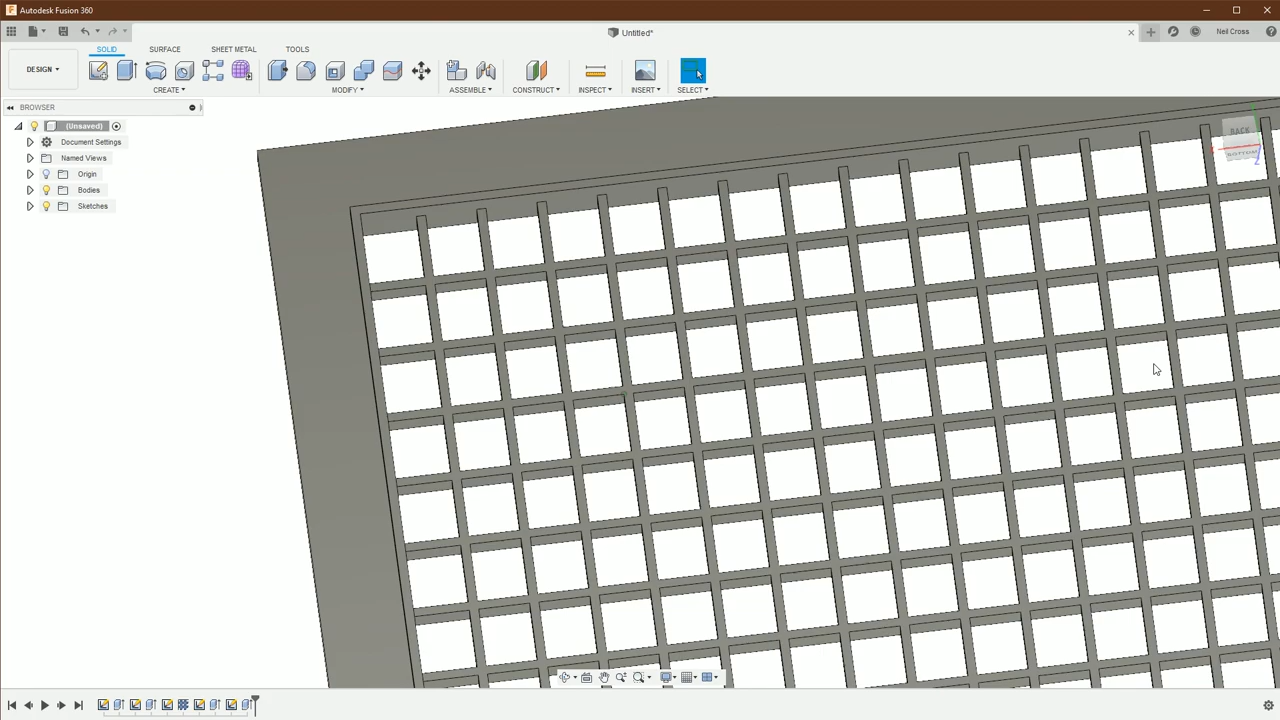 Autodesk Fusion 360
Untitled*
Neil Cross
DESIGN
SOLID
SURFACE
SHEET METAL
TOOLS
CREATE
MODIFY
ASSEMBLE
CONSTRUCT
INSPECT
INSERT
SELECT
BROWSER
(Unsaved)
Document Settings
Named Views
Origin
Bodies
Sketches
BACK
BOTTOM
X
Z